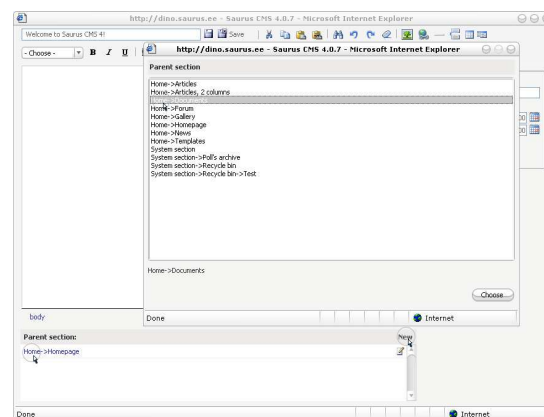 http://dino.saurus.ee - Saurus CMS 4.0.7 - Microsoft Internet Explorer
Welcome to Saurus CMS 4!
Save
- Choose -
B I U
http://dino.saurus.ee - Saurus CMS 4.0.7 - Microsoft Internet Explorer
Parent section
Home->Articles
Home->Articles, 2 columns
Home->Documents
Home->Forum
Home->Gallery
Home->Homepage
Home->News
Home->Templates
System section
System section->Poll's archive
System section->Recycle bin
System section->Recycle bin->Test
Home->Documents
Choose
Done
Internet
body
Parent section:
New
Home->Homepage
Done
Internet